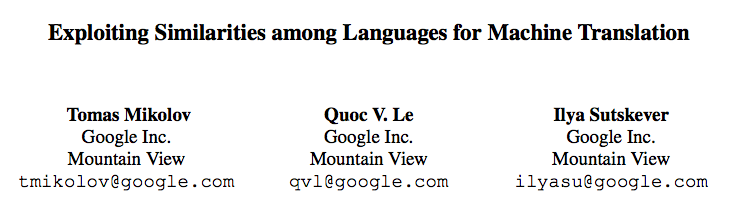 Exploiting Similarities among Languages for Machine Translation
Tomas Mikolov Quoc V. Le Ilya Sutskever
Google Inc. Google Inc. Google Inc.
Mountain View Mountain View Mountain View
tmikolov@google.com qvl@google.com ilyasu@google.com